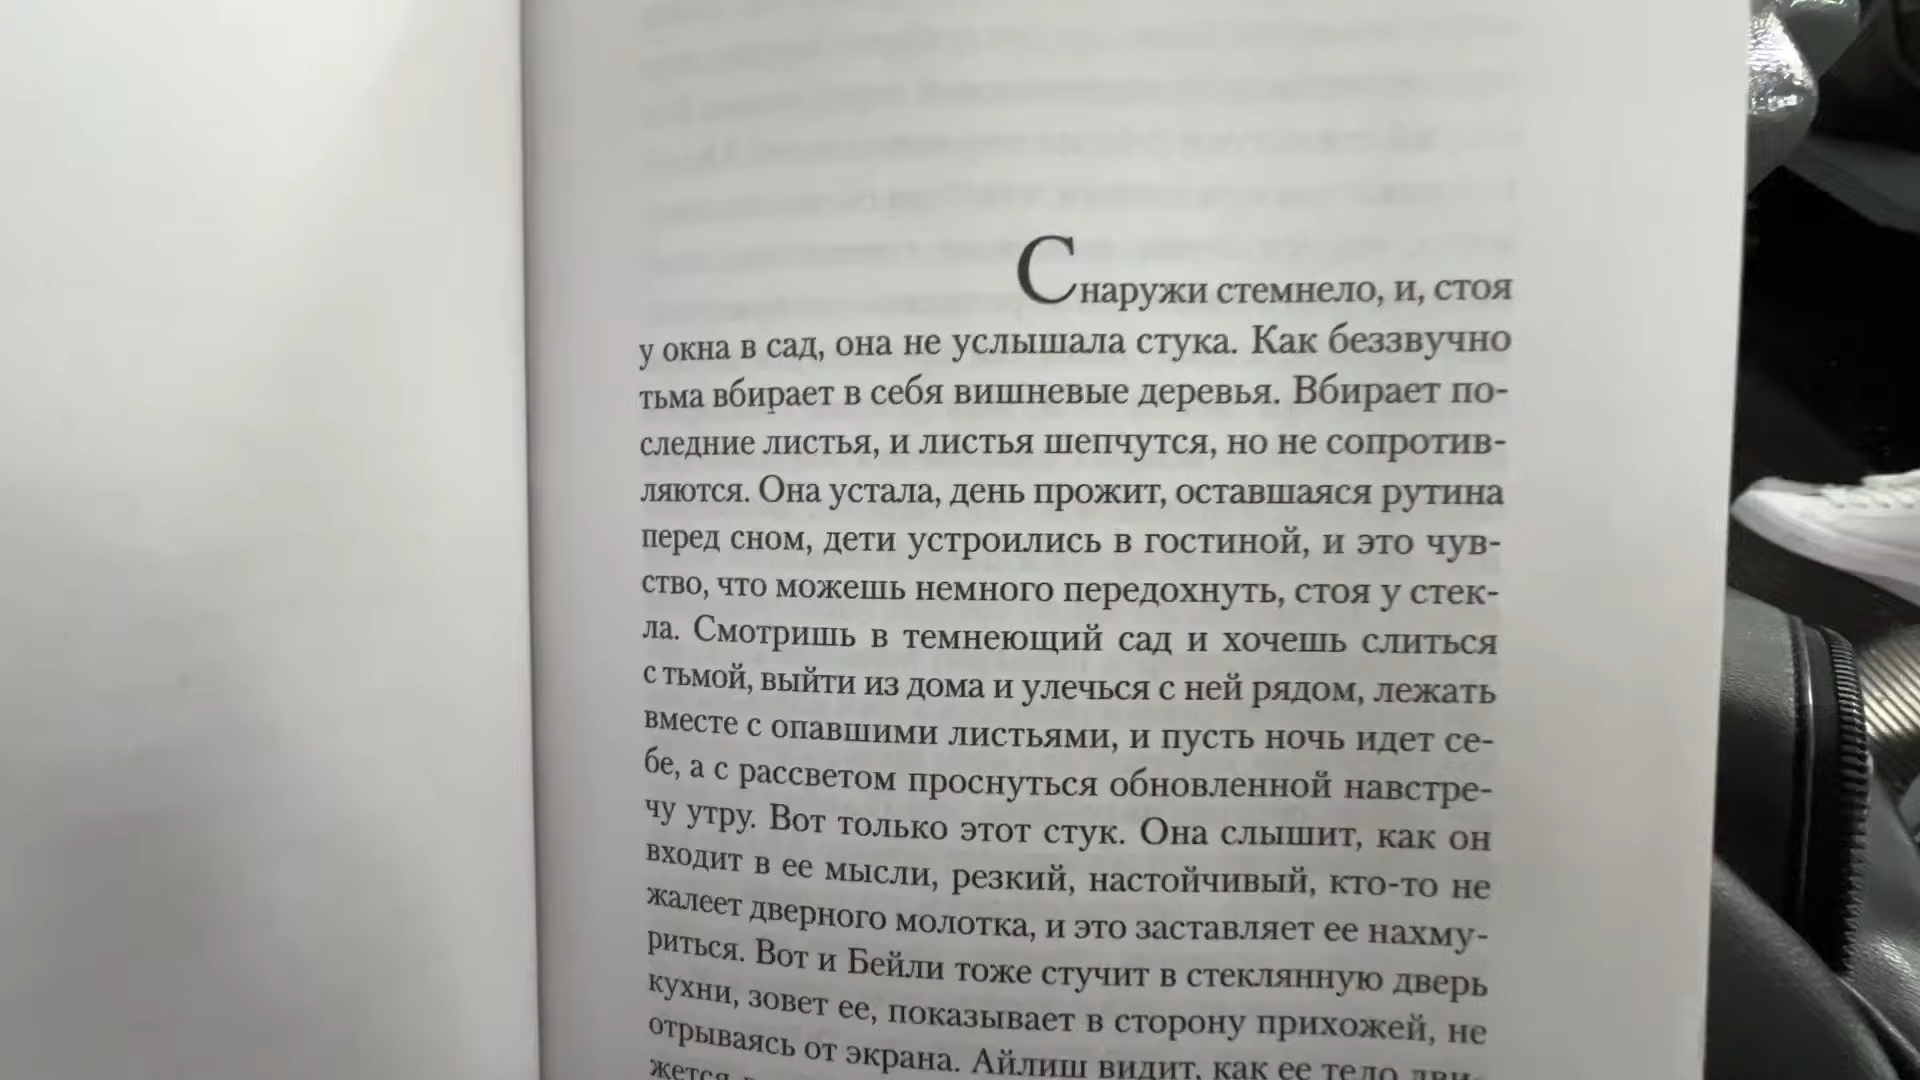 Снаружи стемнело, и, стоя
у окна в сад, она не услышала стука. Как беззвучно
тьма вбирает в себя вишневые деревья. Вбирает по-
следние листья, и листья шепчутся, но не сопротив-
ляются. Она устала, день прожит, оставшаяся рутина
перед сном, дети устроились в гостиной, и это чув-
ство, что можешь немного передохнуть, стоя у стек-
ла. Смотришь в темнеющий сад и хочешь слиться
с тьмой, выйти из дома и улечься с ней рядом, лежать
вместе с опавшими листьями, и пусть ночь идет се-
бе, а с рассветом проснуться обновленной навстре-
чу утру. Вот только этот стук. Она слышит, как он
входит в ее мысли, резкий, настойчивый, кто-то не
жалеет дверного молотка, и это заставляет ее нахму-
риться. Вот и Бейли тоже стучит в стеклянную дверь
кухни, зовет ее, показывает в сторону прихожей, не
отрываясь от экрана. Айлиш видит, как ее тело дви-
жется